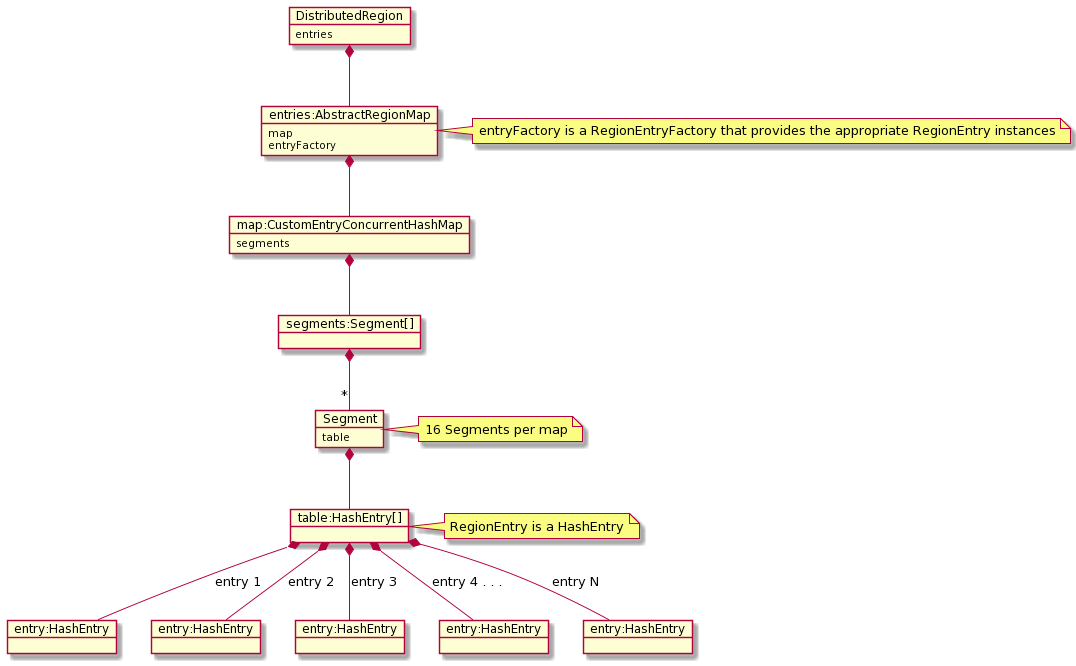 DistributedRegion
entries
entries:AbstractRegionMap
map
entryFactory
entryFactory is a RegionEntryFactory that provides the appropriate RegionEntry instances
map:CustomEntryConcurrentHashMap
segments
segments:Segment[]
*
Segment
table
16 Segments per map
table:HashEntry[]
RegionEntry is a HashEntry
entry 1
entry 2
entry 3
entry 4 . . .
entry N
entry:HashEntry
entry:HashEntry
entry:HashEntry
entry:HashEntry
entry:HashEntry